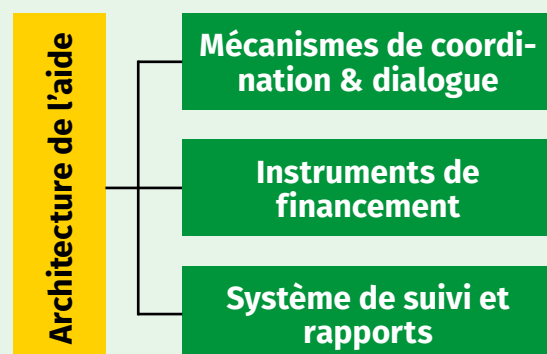 Architecture de l'aide
Mécanismes de coordi-
nation & dialogue
Instruments de
financement
Système de suivi et
rapports